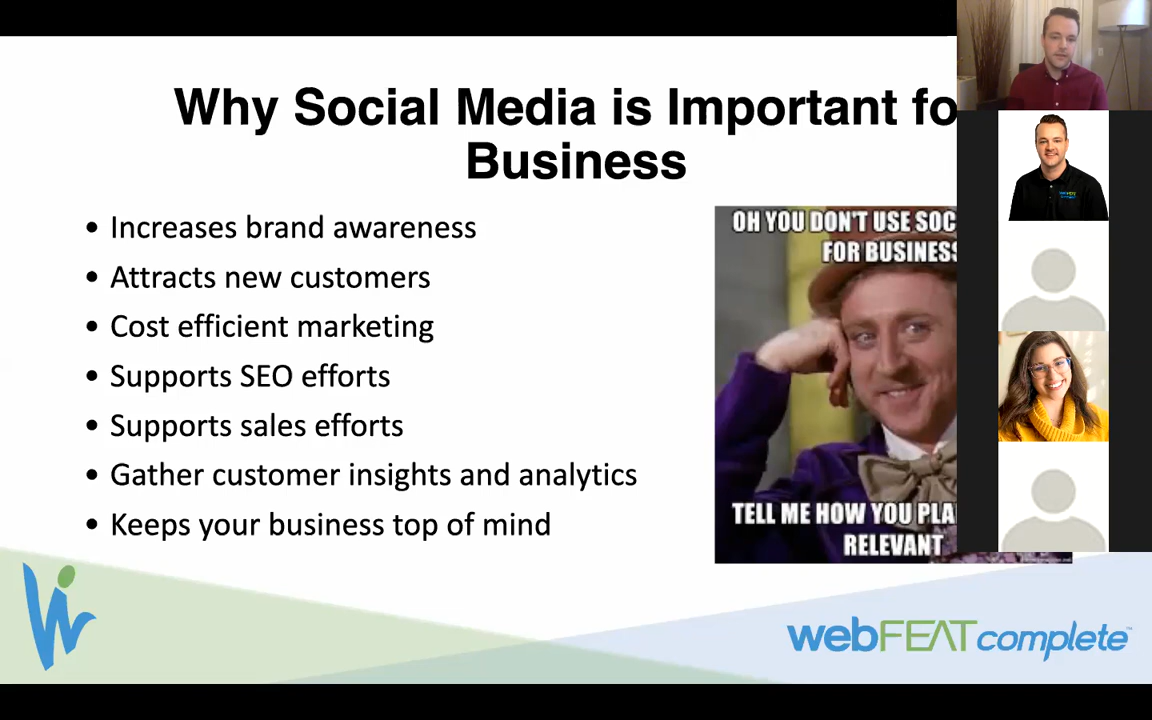 Why Social Media is Important fo
Business
• Increases brand awareness
• Attracts new customers
• Cost efficient marketing
• Supports SEO efforts
• Supports sales efforts
• Gather customer insights and analytics
• Keeps your business top of mind
OH YOU DON'T USE SOC
FOR BUSINESS
TELL ME HOW YOU PLA
RELEVANT
webFEAT complete™